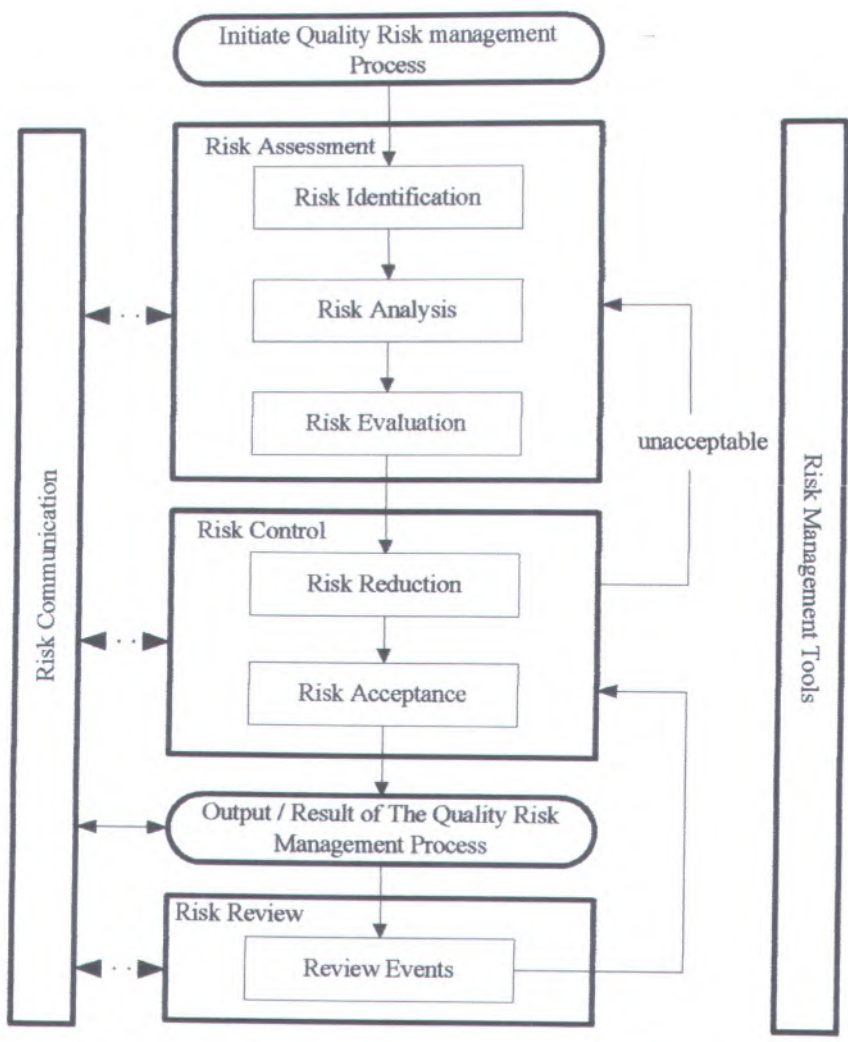 Initiate Quality Risk management
Process
Risk Assessment
Risk Identification
Risk Analysis
Risk Evaluation
unacceptable
Risk Control
Risk Reduction
Risk Acceptance
Output / Result of The Quality Risk
Management Process
Risk Review
Review Events
Risk Communication
Risk Management Tools